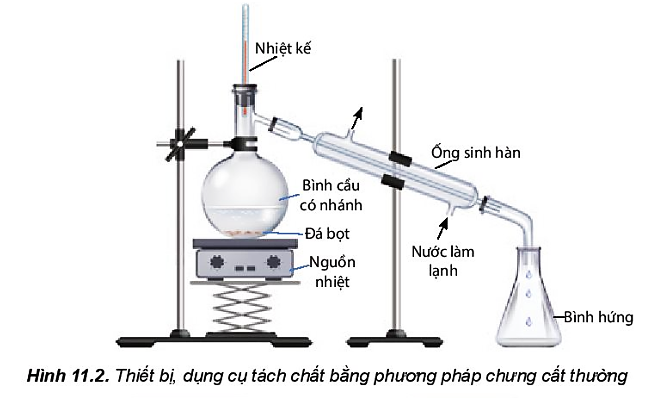 Nhiệt kế
Ống sinh hàn
Bình cầu
có nhánh
Đá bọt
Nguồn
nhiệt
Nước làm
lạnh
Bình hứng
Hình 11.2. Thiết bị, dụng cụ tách chất bằng phương pháp chưng cất thường